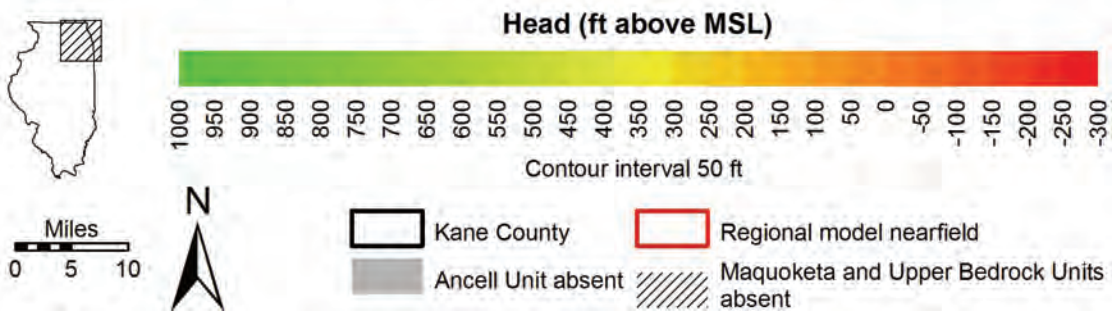 Head (ft above MSL)
1000 950 900 850 800 750 700 650 600 550 500 450 400 350 300 250 200 150 100 50 0 -50 -100 -150 -200 -250 -300
Contour interval 50 ft
N
Miles
0 5 10
Kane County
Regional model nearfield
Ancell Unit absent
Maquoketa and Upper Bedrock Units
absent